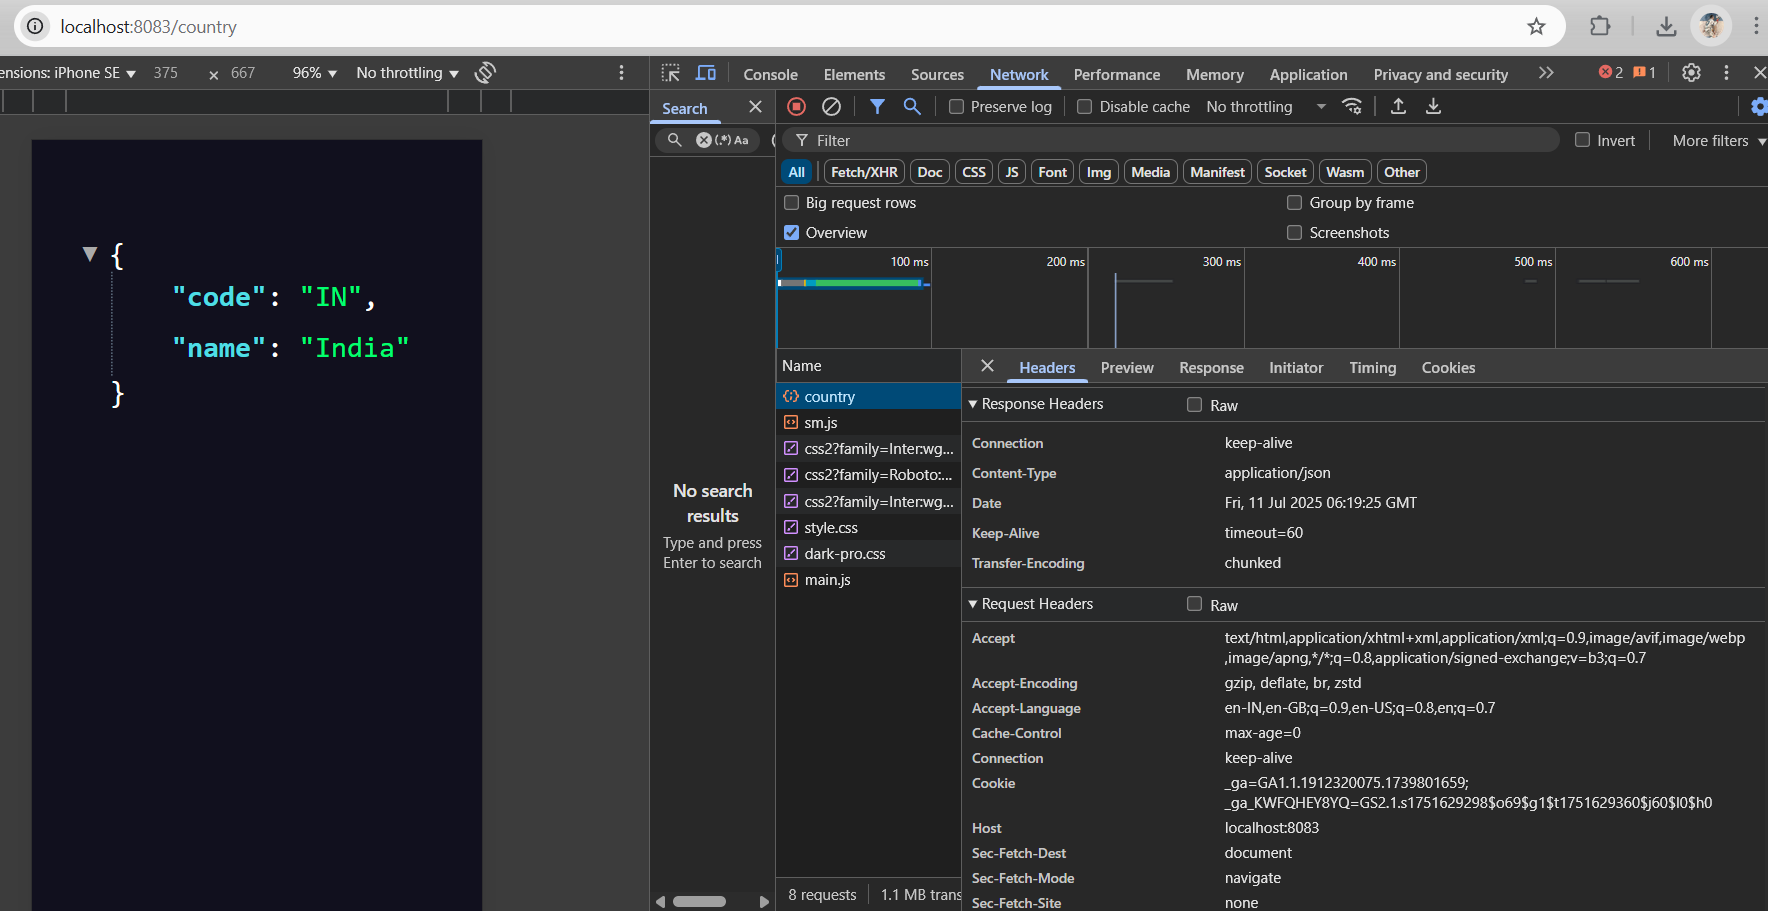 localhost:8083/country
ensions: iPhone SE ▼ 375 × 667 96% ▼ No throttling ▼
Console Elements Sources Network Performance Memory Application Privacy and security 2 1
Search
Preserve log Disable cache No throttling
(.*) Aa
Filter Invert More filters
All Fetch/XHR Doc CSS JS Font Img Media Manifest Socket Wasm Other
Big request rows Group by frame
Overview Screenshots
100 ms 200 ms 300 ms 400 ms 500 ms 600 ms
{
"code": "IN",
"name": "India"
}
No search
results
Type and press
Enter to search
Name
country
sm.js
css2?family=Inter:wg...
css2?family=Roboto:...
css2?family=Inter:wg...
style.css
dark-pro.css
main.js
8 requests 1.1 MB trans
Headers Preview Response Initiator Timing Cookies
Response Headers Raw
Connection keep-alive
Content-Type application/json
Date Fri, 11 Jul 2025 06:19:25 GMT
Keep-Alive timeout=60
Transfer-Encoding chunked
Request Headers Raw
Accept text/html,application/xhtml+xml,application/xml;q=0.9,image/avif,image/webp
,image/apng,*/*;q=0.8,application/signed-exchange;v=b3;q=0.7
Accept-Encoding gzip, deflate, br, zstd
Accept-Language en-IN,en-GB;q=0.9,en-US;q=0.8,en;q=0.7
Cache-Control max-age=0
Connection keep-alive
Cookie _ga=GA1.1.1912320075.1739801659;
_ga_KWFQHEY8YQ=GS2.1.s1751629298$o69$g1$t1751629360$j60$l0$h0
Host localhost:8083
Sec-Fetch-Dest document
Sec-Fetch-Mode navigate
Sec-Fetch-Site none